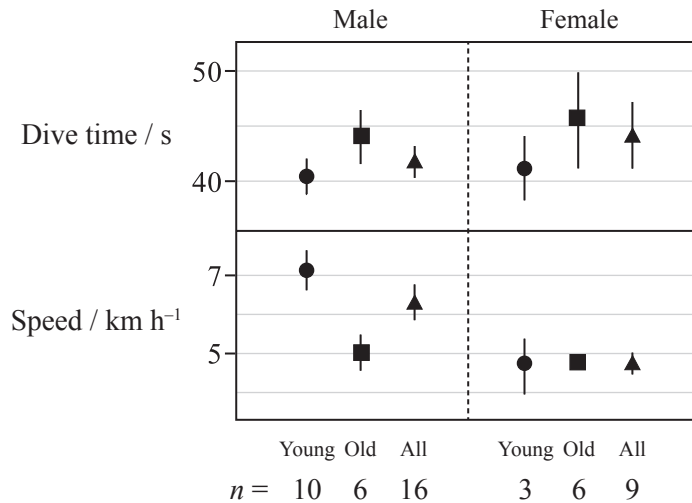 Male Female
50
Dive time / s
40
7
Speed / km h⁻¹
5
Young Old All Young Old All
n = 10 6 16 3 6 9